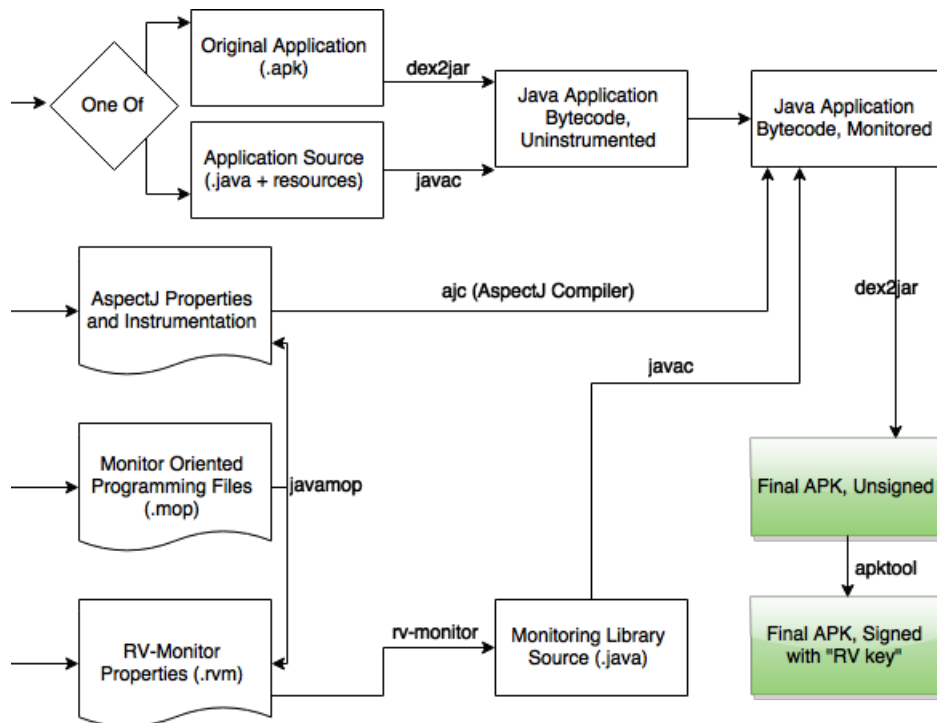 Original Application
(.apk)
One Of
dex2jar
Application Source
(.java + resources)
javac
Java Application
Bytecode,
Uninstrumented
Java Application
Bytecode, Monitored
AspectJ Properties
and Instrumentation
ajc (AspectJ Compiler)
dex2jar
javac
Monitor Oriented
Programming Files
(.mop)
javamop
Final APK, Unsigned
apktool
RV-Monitor
Properties (.rvm)
rv-monitor
Monitoring Library
Source (.java)
Final APK, Signed
with "RV key"